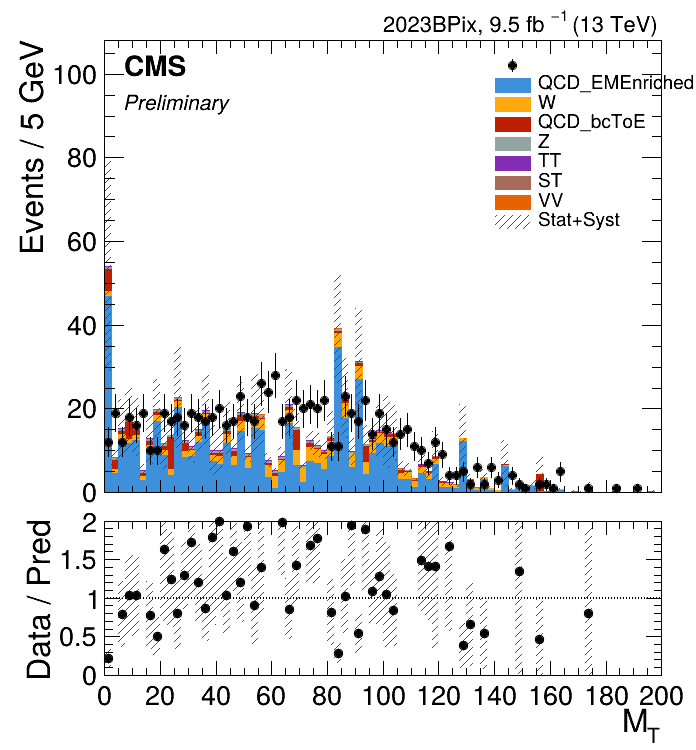 2023BPix, 9.5 fb⁻¹ (13 TeV)
CMS
Preliminary
QCD_EMEnriched
W
QCD_bcToE
Z
TT
ST
VV
Stat+Syst
Events / 5 GeV
100
80
60
40
20
0
Data / Pred
2
1.5
1
0.5
0
0 20 40 60 80 100 120 140 160 180 200
M_T